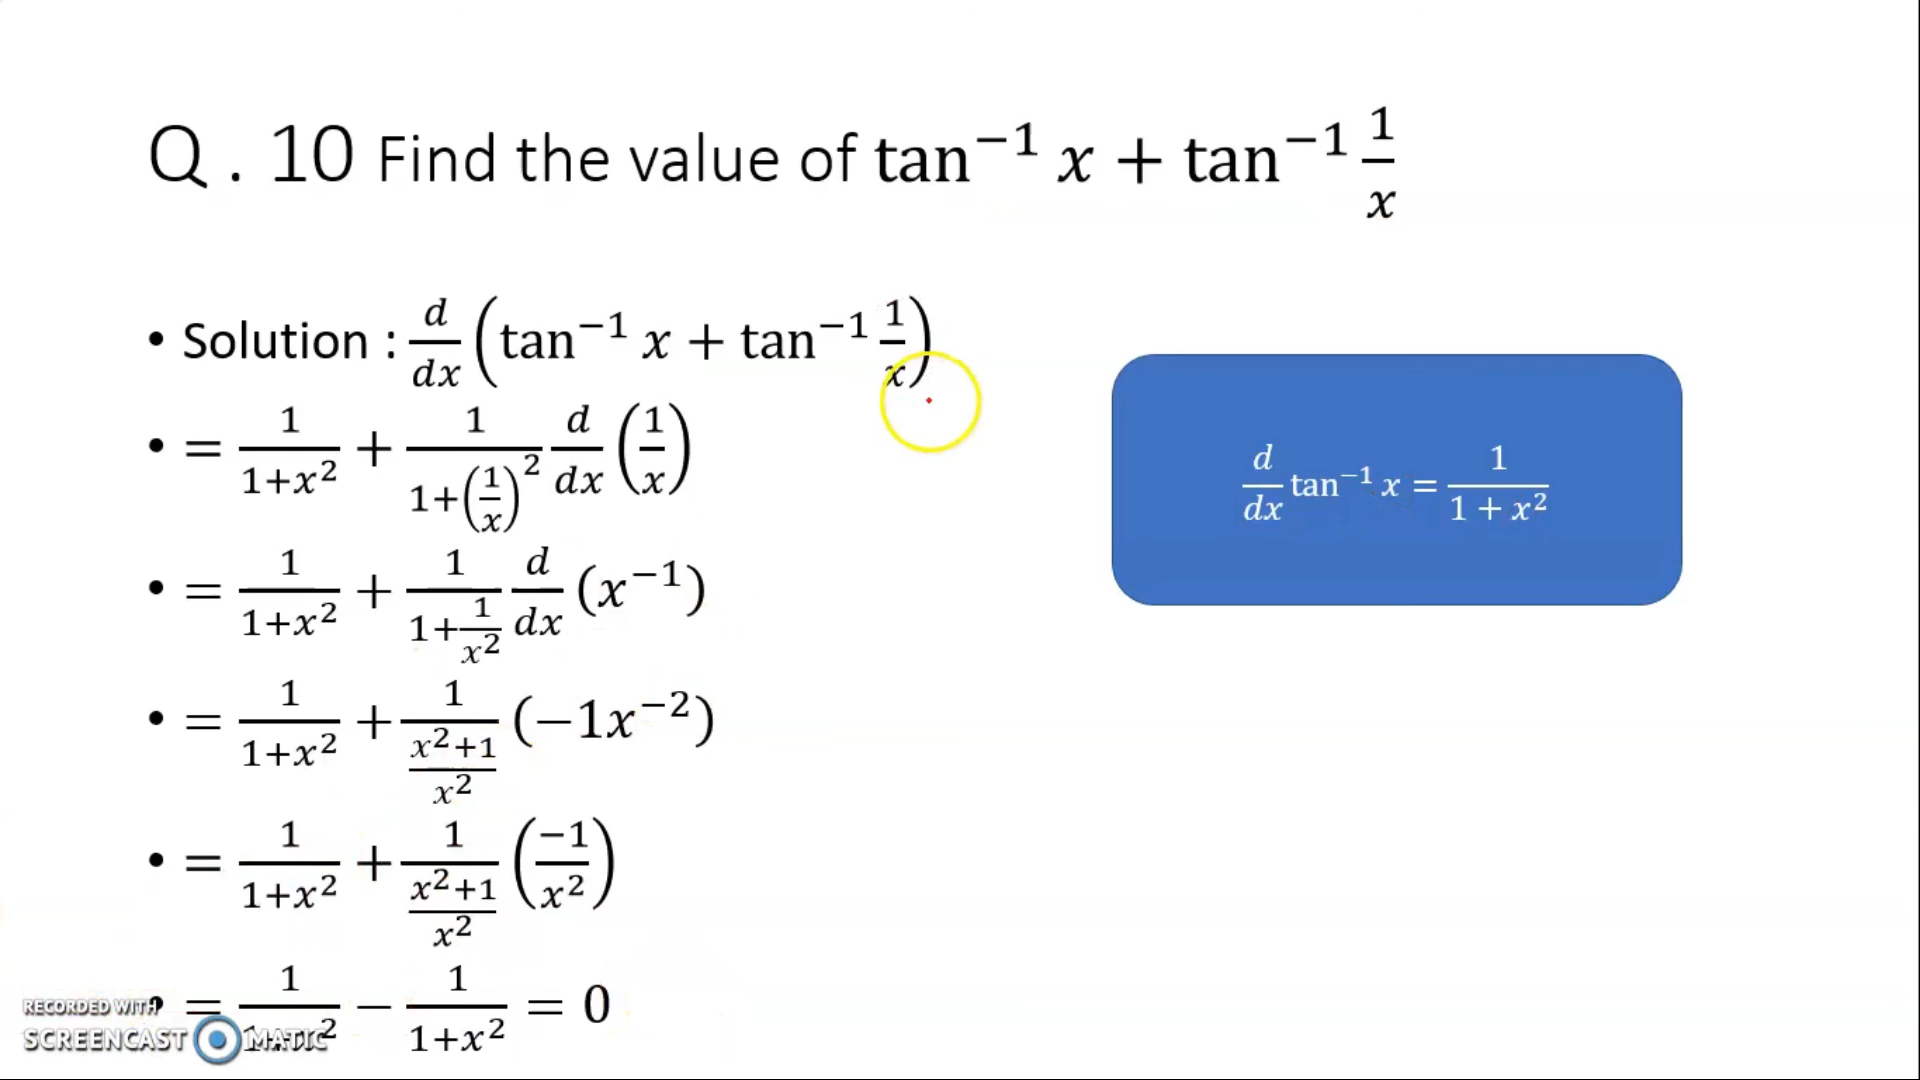 Q . 10 Find the value of tan⁻¹ x + tan⁻¹ 1/x
• Solution : d/dx (tan⁻¹ x + tan⁻¹ 1/x)
• = 1/(1+x²) + 1/(1+(1/x)²) d/dx (1/x)
• = 1/(1+x²) + 1/(1+1/x²) d/dx (x⁻¹)
• = 1/(1+x²) + 1/((x²+1)/x²) (−1x⁻²)
• = 1/(1+x²) + 1/((x²+1)/x²) (−1/x²)
• = 1/(1+x²) − 1/(1+x²) = 0
d/dx tan⁻¹ x = 1/(1 + x²)
RECORDED WITH
SCREENCAST MATIC